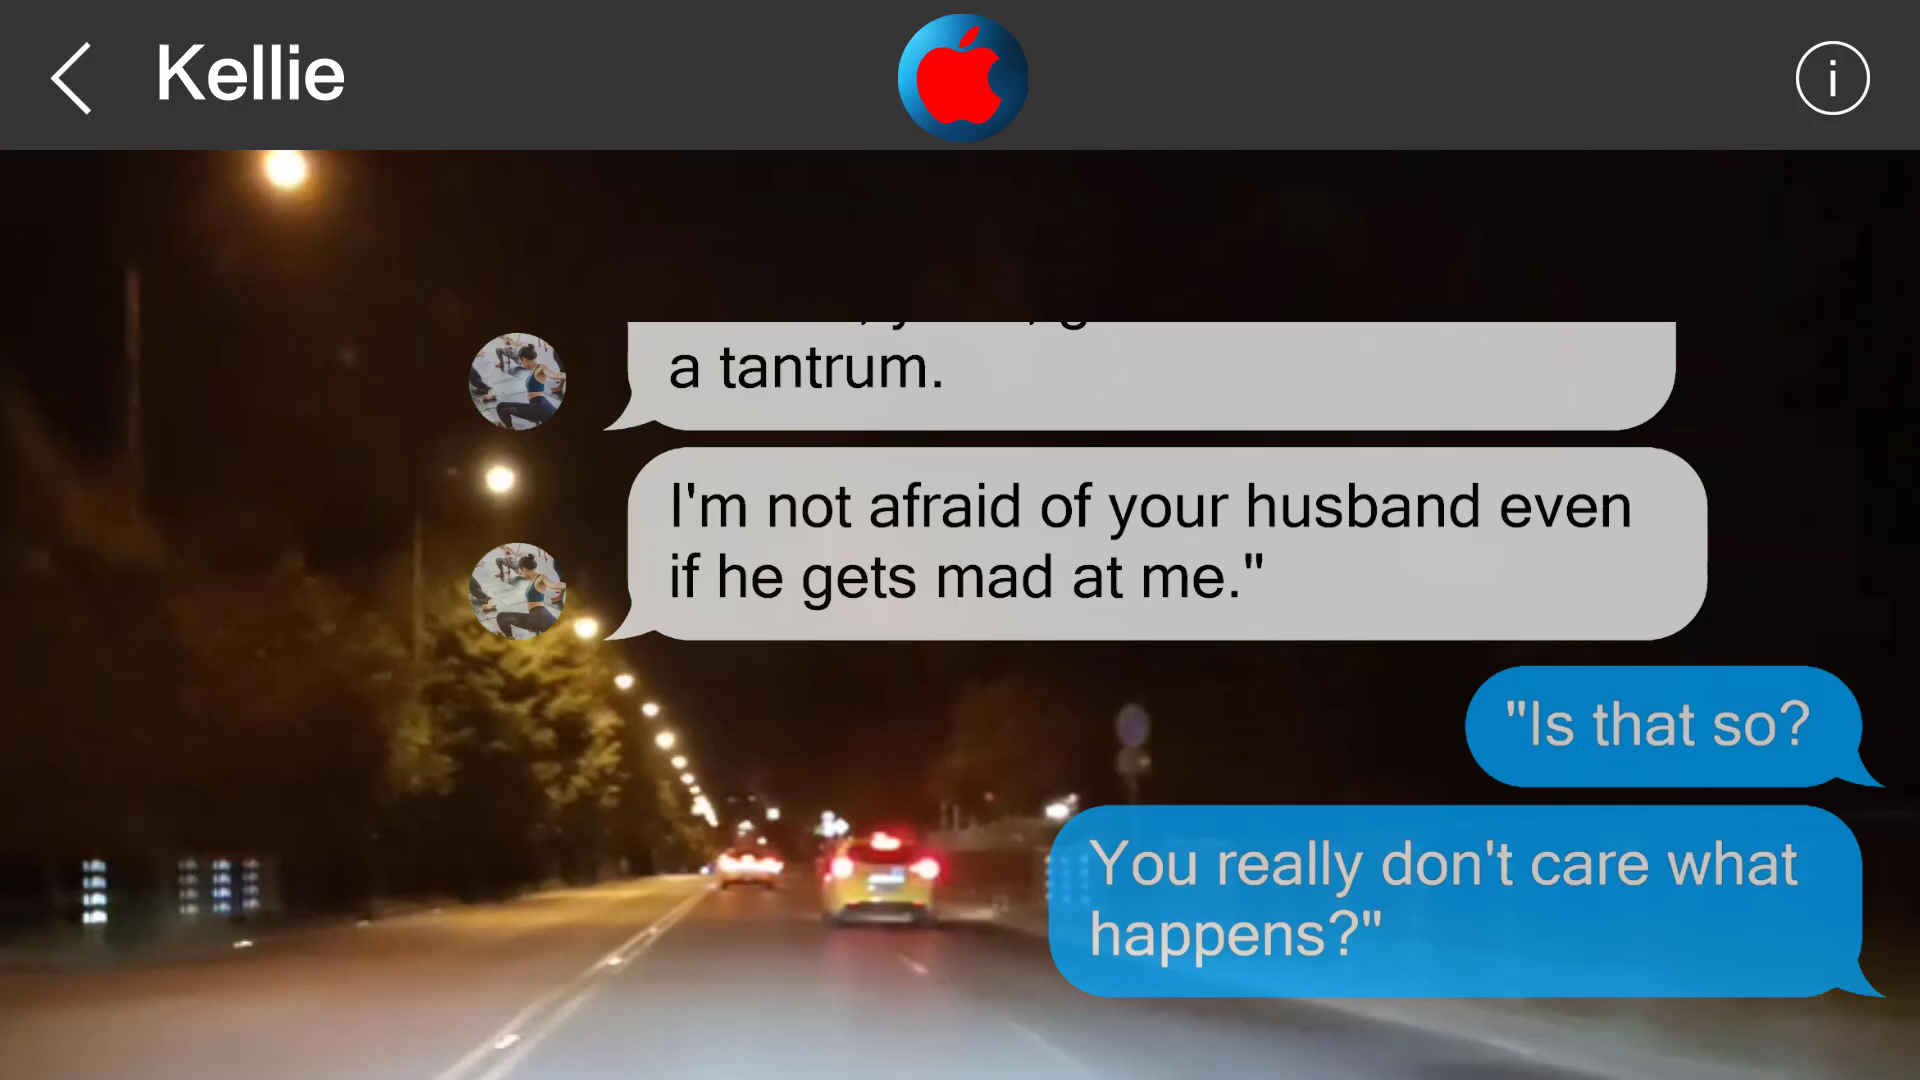 Kellie
i
a tantrum.
I'm not afraid of your husband even
if he gets mad at me."
"Is that so?
You really don't care what
happens?"